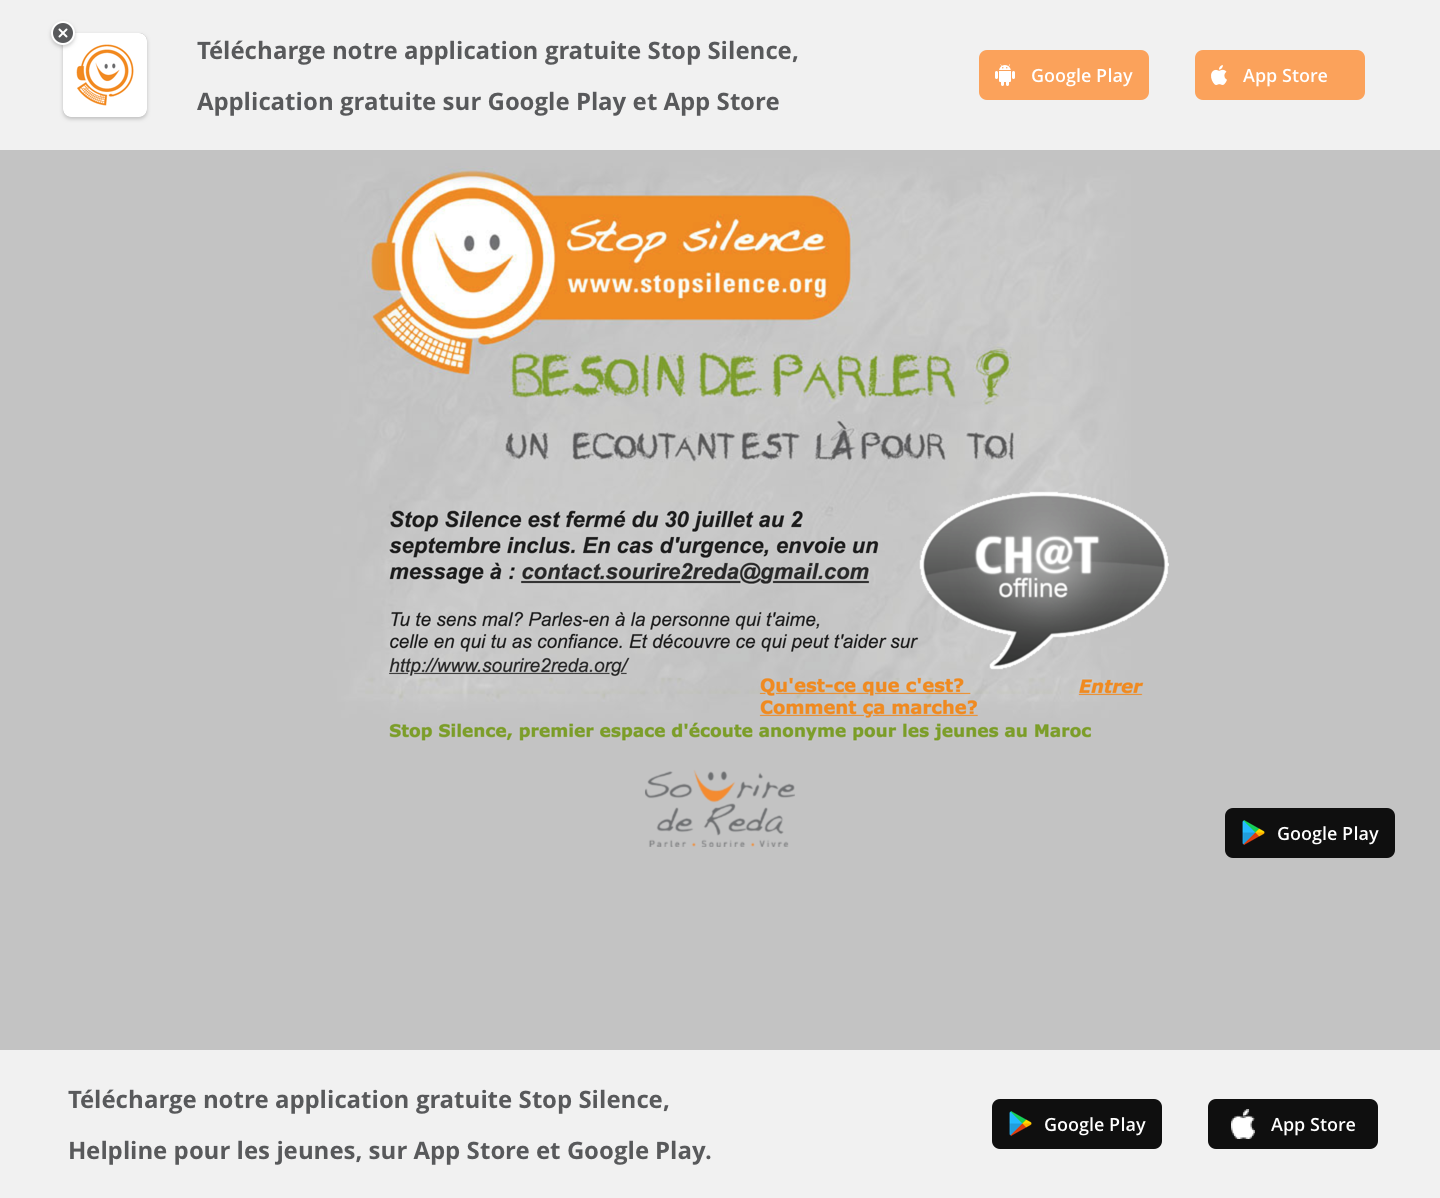 Télécharge notre application gratuite Stop Silence,
Application gratuite sur Google Play et App Store
Google Play
App Store
Stop silence
www.stopsilence.org
BESOIN DE PARLER ?
UN ECOUTANT EST LÀ POUR TOI
Stop Silence est fermé du 30 juillet au 2
septembre inclus. En cas d'urgence, envoie un
message à : contact.sourire2reda@gmail.com
CH@T
offline
Tu te sens mal? Parles-en à la personne qui t'aime,
celle en qui tu as confiance. Et découvre ce qui peut t'aider sur
http://www.sourire2reda.org/
Qu'est-ce que c'est?
Comment ça marche?
Entrer
Stop Silence, premier espace d'écoute anonyme pour les jeunes au Maroc
Sourire
de Reda
Parler • Sourire • Vivre
Google Play
Télécharge notre application gratuite Stop Silence,
Helpline pour les jeunes, sur App Store et Google Play.
Google Play
App Store